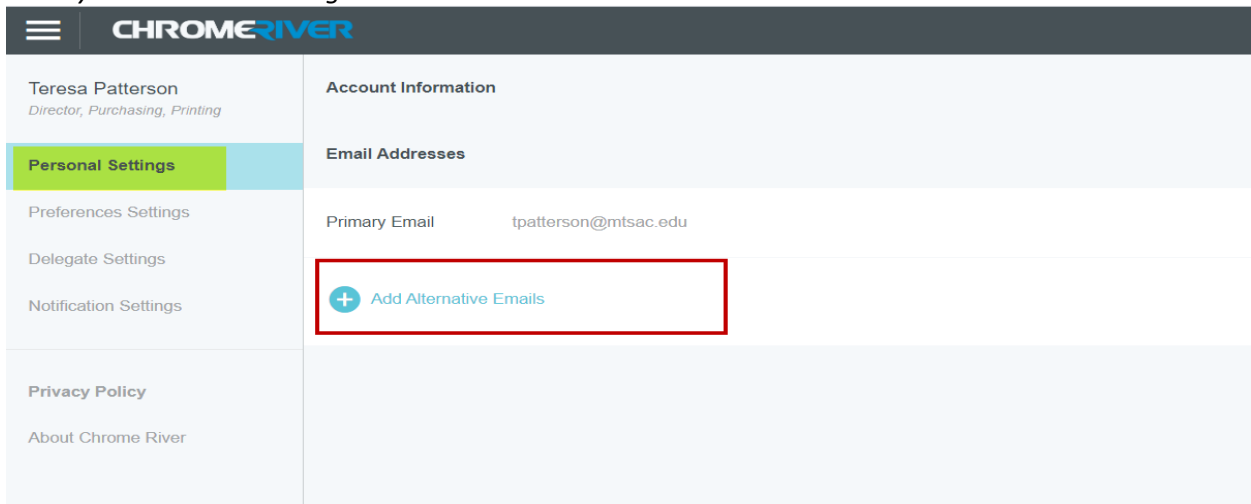 CHROMERIVER
Teresa Patterson
Director, Purchasing, Printing
Personal Settings
Preferences Settings
Delegate Settings
Notification Settings
Privacy Policy
About Chrome River
Account Information
Email Addresses
Primary Email tpatterson@mtsac.edu
Add Alternative Emails